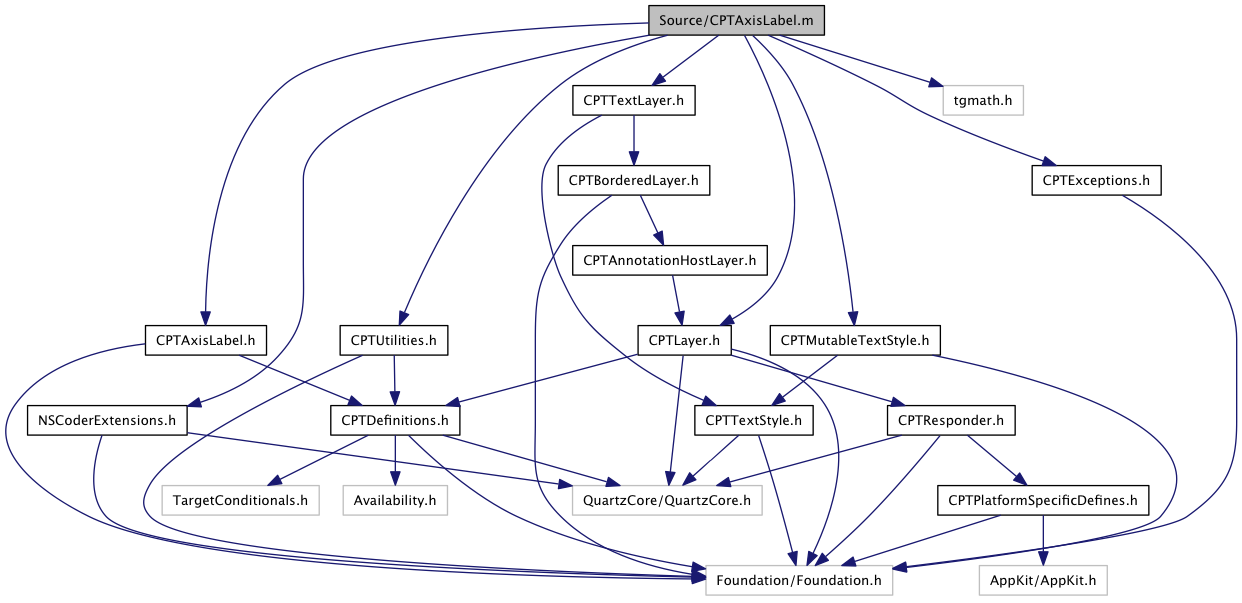 Source/CPTAxisLabel.m
CPTTextLayer.h
tgmath.h
CPTBorderedLayer.h
CPTExceptions.h
CPTAnnotationHostLayer.h
CPTAxisLabel.h
CPTUtilities.h
CPTLayer.h
CPTMutableTextStyle.h
NSCoderExtensions.h
CPTDefinitions.h
CPTTextStyle.h
CPTResponder.h
TargetConditionals.h
Availability.h
QuartzCore/QuartzCore.h
CPTPlatformSpecificDefines.h
Foundation/Foundation.h
AppKit/AppKit.h